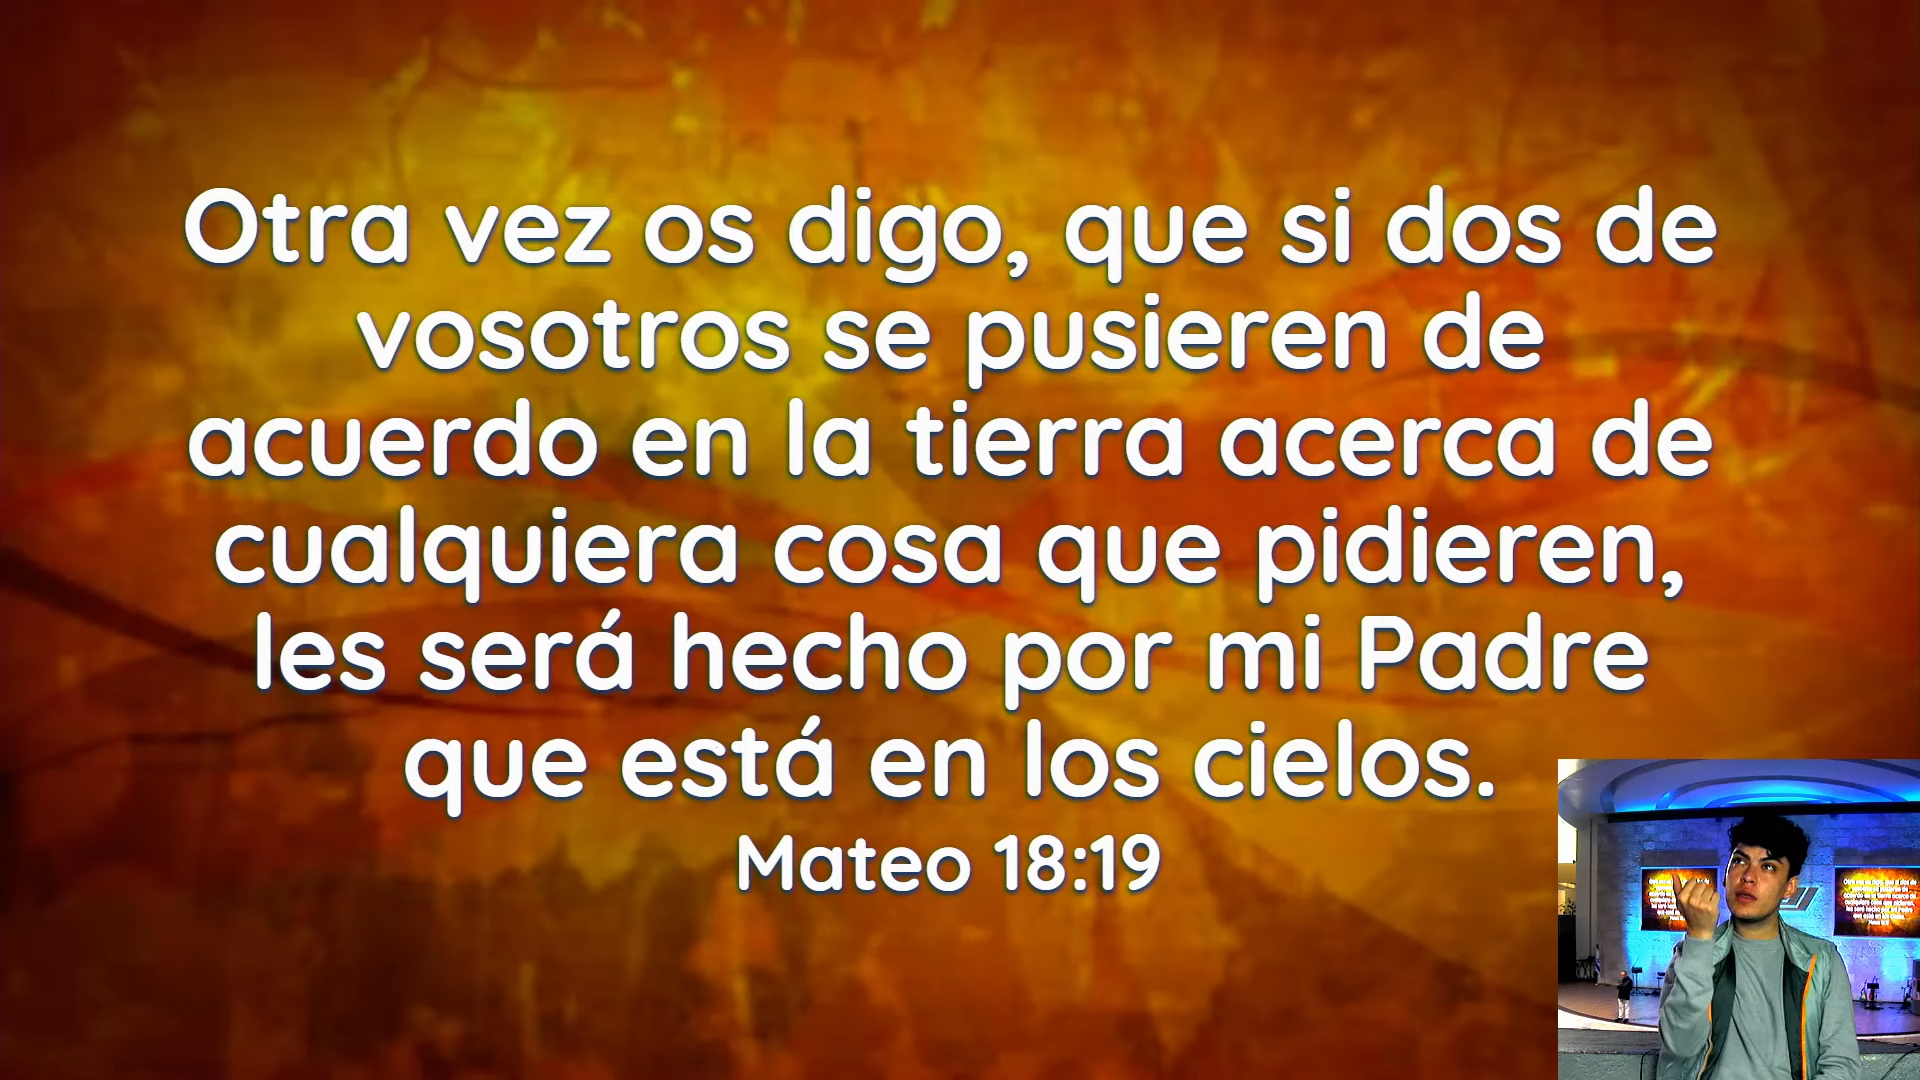 Otra vez os digo, que si dos de
vosotros se pusieren de
acuerdo en la tierra acerca de
cualquiera cosa que pidieren,
les será hecho por mi Padre
que está en los cielos.
Mateo 18:19